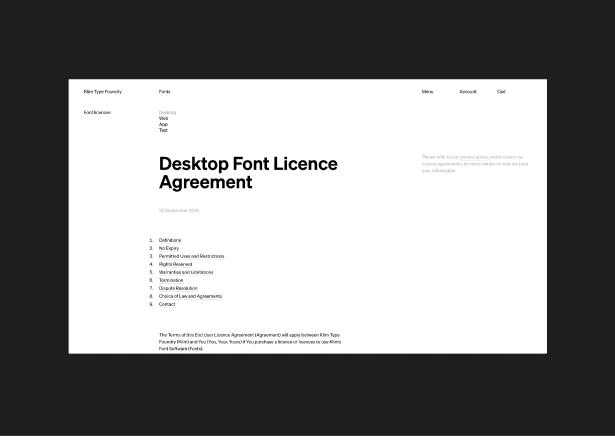 Klim Type Foundry
Fonts
Menu
Account
Cart
Font licences
Desktop
Web
App
Test
Desktop Font Licence
Agreement
Please refer to our privacy policy, which covers our
licence agreements, for more details on how we treat
your information.
20 September 2019
1. Definitions
2. No Expiry
3. Permitted Uses and Restrictions
4. Rights Reserved
5. Warranties and Limitations
6. Termination
7. Dispute Resolution
8. Choice of Law and Agreements
9. Contact
The Terms of this End User Licence Agreement (Agreement) will apply between Klim Type
Foundry (Klim) and You (You, Your, Yours) if You purchase a licence or licences to use Klim's
Font Software (Fonts).